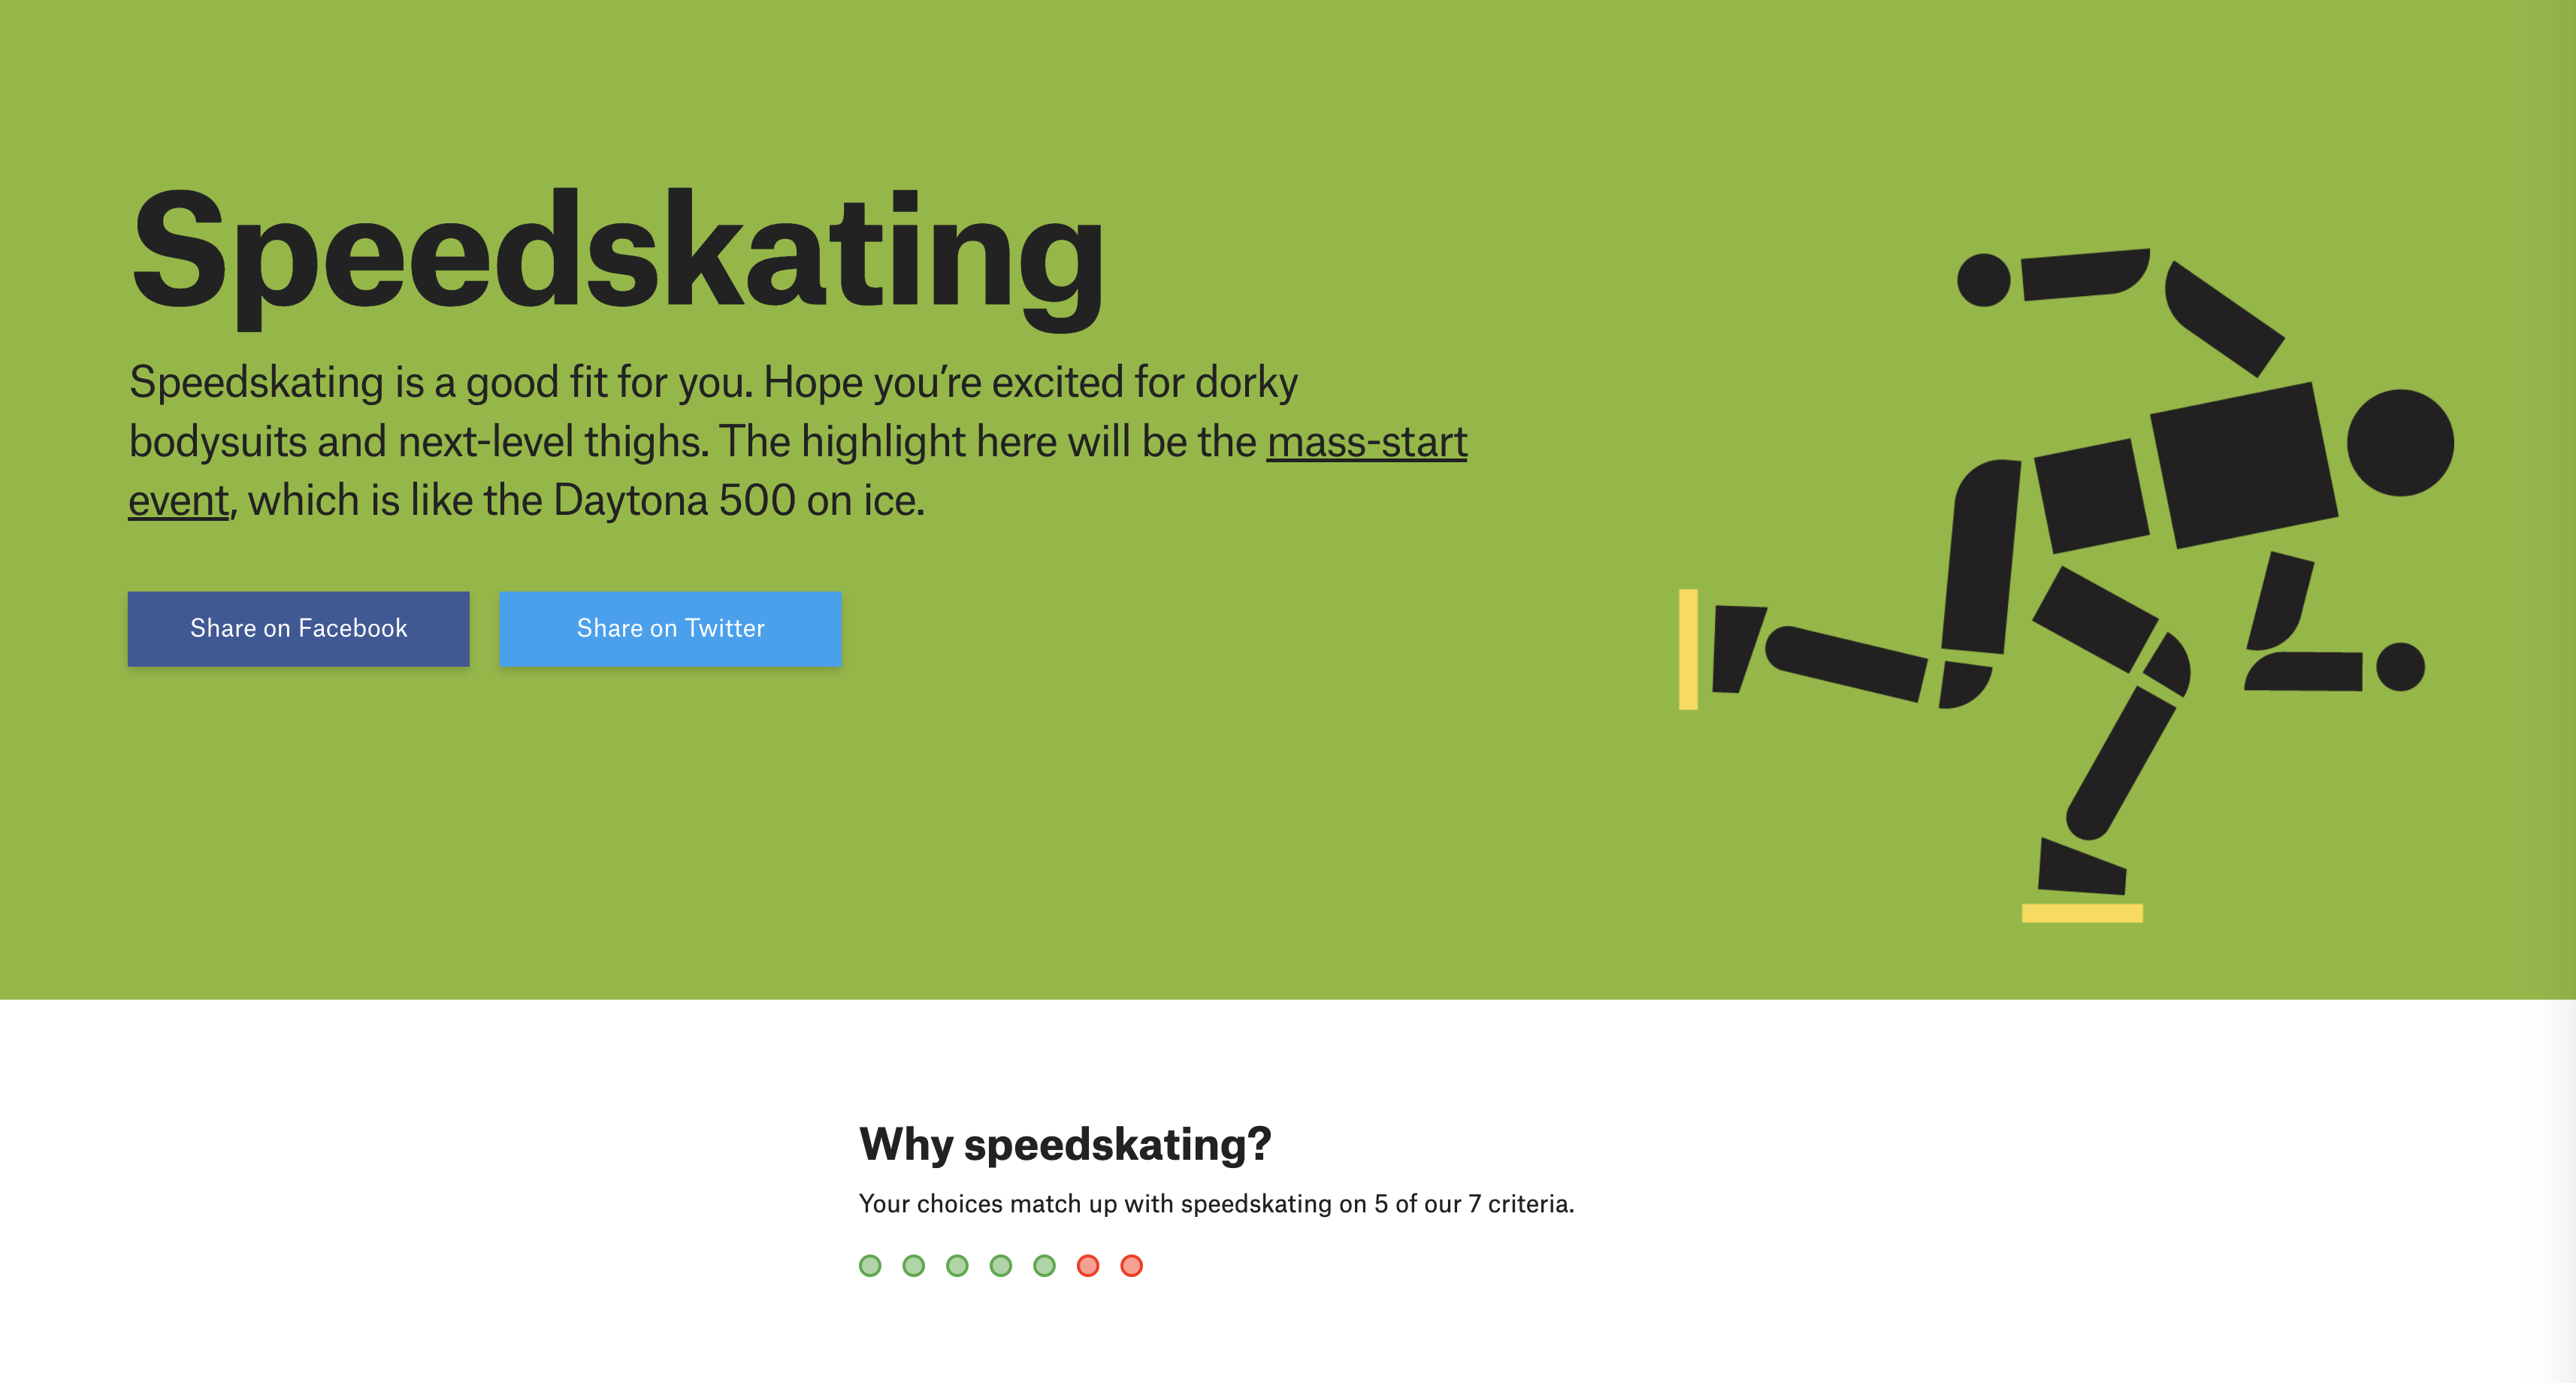 Speedskating
Speedskating is a good fit for you. Hope you’re excited for dorky
bodysuits and next-level thighs. The highlight here will be the mass-start
event, which is like the Daytona 500 on ice.
Share on Facebook
Share on Twitter
Why speedskating?
Your choices match up with speedskating on 5 of our 7 criteria.